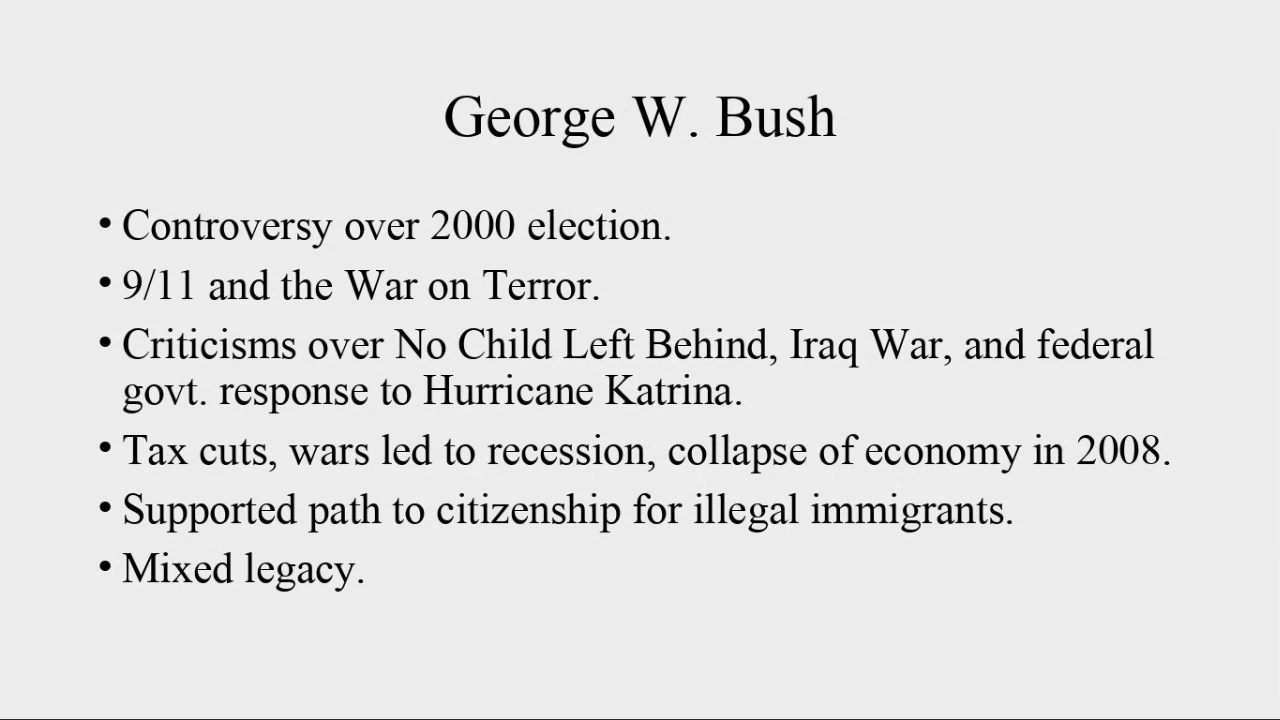 George W. Bush
• Controversy over 2000 election.
• 9/11 and the War on Terror.
• Criticisms over No Child Left Behind, Iraq War, and federal
govt. response to Hurricane Katrina.
• Tax cuts, wars led to recession, collapse of economy in 2008.
• Supported path to citizenship for illegal immigrants.
• Mixed legacy.